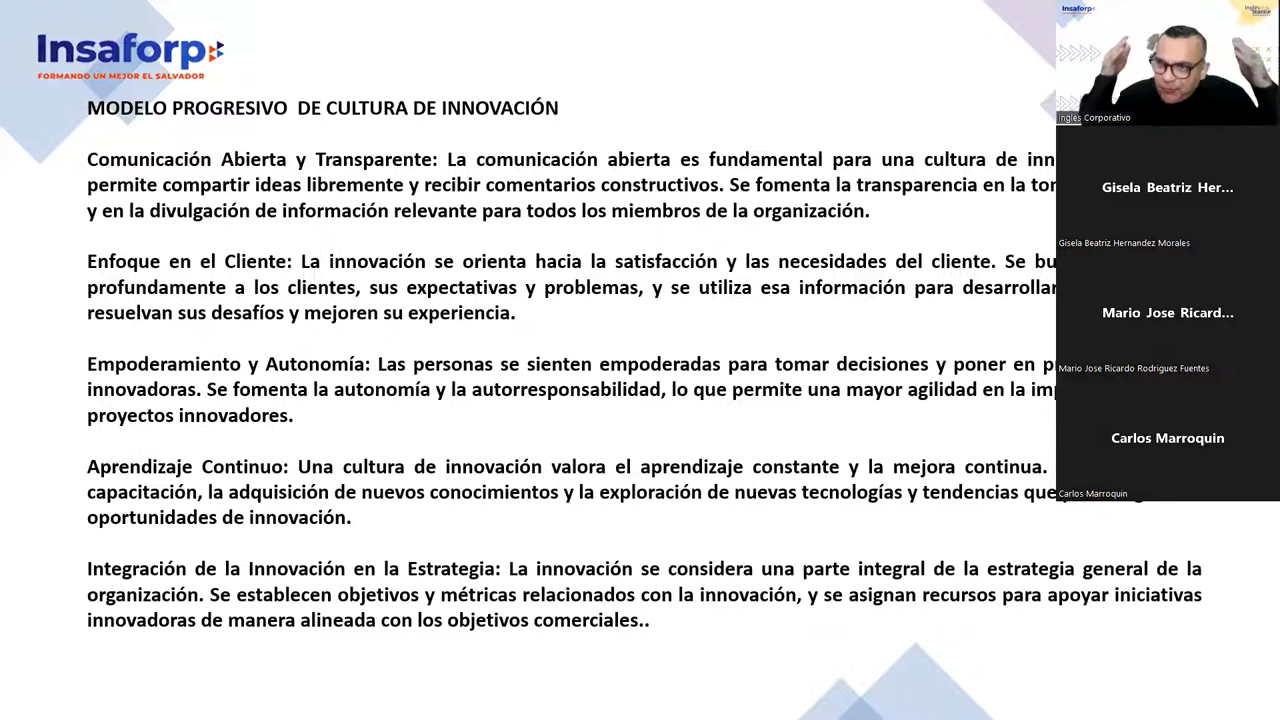 Insaforp
FORMANDO UN MEJOR EL SALVADOR
MODELO PROGRESIVO DE CULTURA DE INNOVACIÓN
Comunicación Abierta y Transparente: La comunicación abierta es fundamental para una cultura de
permite compartir ideas libremente y recibir comentarios constructivos. Se fomenta la transparencia en la
y en la divulgación de información relevante para todos los miembros de la organización.
Enfoque en el Cliente: La innovación se orienta hacia la satisfacción y las necesidades del cliente. Se
profundamente a los clientes, sus expectativas y problemas, y se utiliza esa información para desarrollar
resuelvan sus desafíos y mejoren su experiencia.
Empoderamiento y Autonomía: Las personas se sienten empoderadas para tomar decisiones y poner en
innovadoras. Se fomenta la autonomía y la autorresponsabilidad, lo que permite una mayor agilidad en la
proyectos innovadores.
Aprendizaje Continuo: Una cultura de innovación valora el aprendizaje constante y la mejora continua.
capacitación, la adquisición de nuevos conocimientos y la exploración de nuevas tecnologías y tendencias que
oportunidades de innovación.
Integración de la Innovación en la Estrategia: La innovación se considera una parte integral de la estrategia general de la
organización. Se establecen objetivos y métricas relacionados con la innovación, y se asignan recursos para apoyar iniciativas
innovadoras de manera alineada con los objetivos comerciales..
Insaforp
Ingles Corporativo
Gisela Beatriz Her...
Gisela Beatriz Hernandez Morales
Mario Jose Ricard...
Mario Jose Ricardo Rodriguez Fuentes
Carlos Marroquin
Carlos Marroquin